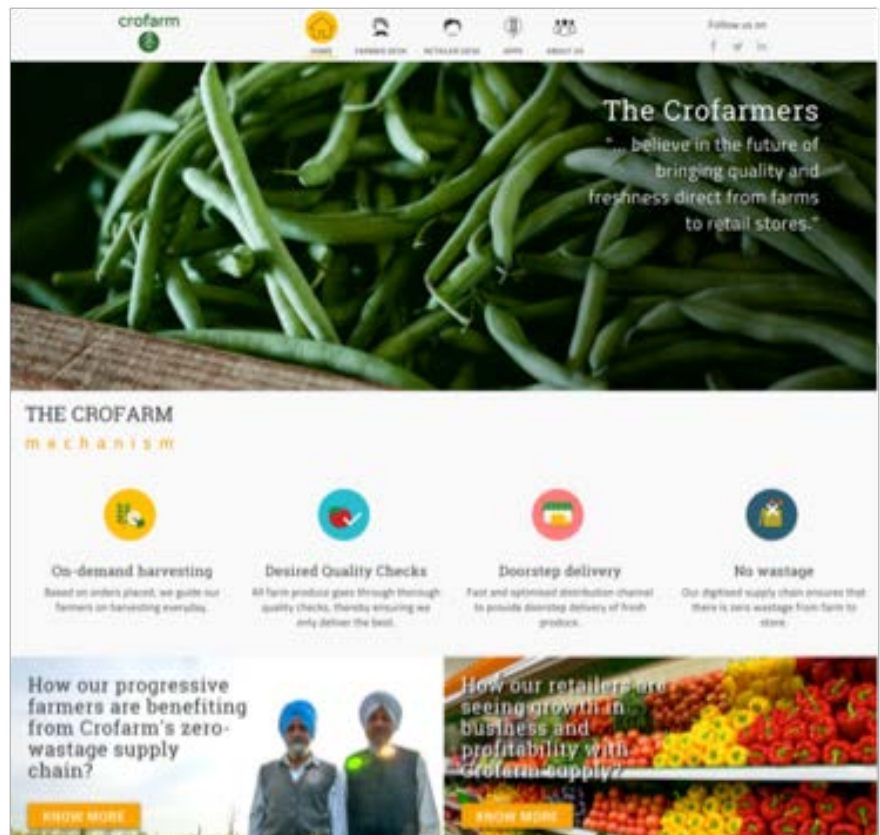 crofarm
HOME
FARMER DESK
RETAILER DESK
APPS
ABOUT US
Follow us on
f
in
The Crofarmers
"... believe in the future of
bringing quality and
freshness direct from farms
to retail stores."
THE CROFARM
mechanism
On-demand harvesting
Based on orders placed, we guide our
farmers on harvesting everyday.
Desired Quality Checks
All farm produce goes through thorough
quality checks, thereby ensuring we
only deliver the best.
Doorstep delivery
Fast and optimised distribution channel
to provide doorstep delivery of fresh
produce.
No wastage
Our digitised supply chain ensures that
there is zero wastage from farm to
store.
How our progressive
farmers are benefiting
from Crofarm's zero-
wastage supply
chain?
KNOW MORE
How our retailers are
seeing growth in
business and
profitability with
Crofarm supply?
KNOW MORE